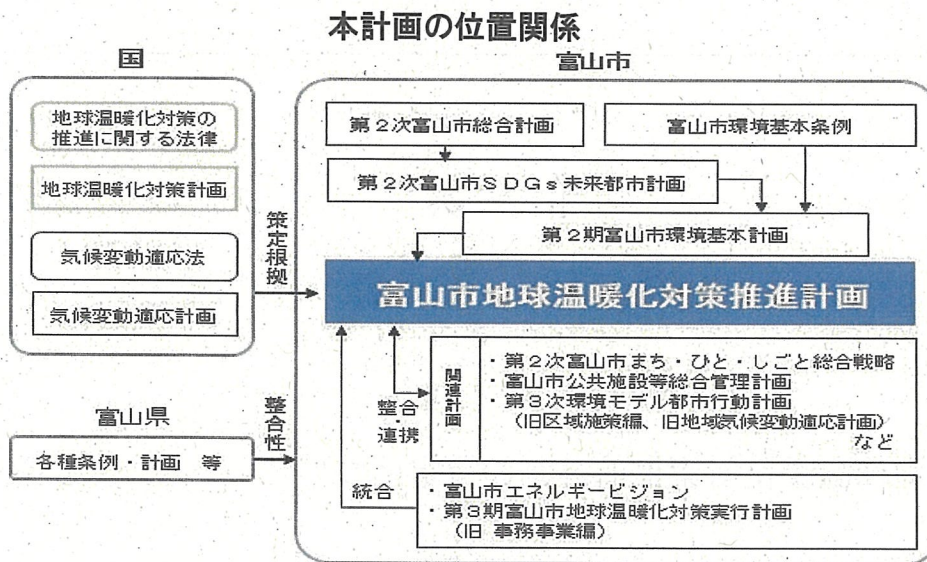 本計画の位置関係
国
地球温暖化対策の
推進に関する法律
地球温暖化対策計画
気候変動適応法
気候変動適応計画
策定根拠
富山県
各種条例・計画 等
整合性
富山市
第2次富山市総合計画
富山市環境基本条例
第2次富山市SDGs未来都市計画
第2期富山市環境基本計画
富山市地球温暖化対策推進計画
整合・
連携
関連計画
・第2次富山市まち・ひと・しごと総合戦略
・富山市公共施設等総合管理計画
・第3次環境モデル都市行動計画
(旧区域施策編、旧地域気候変動適応計画)
など
統合
・富山市エネルギービジョン
・第3期富山市地球温暖化対策実行計画
(旧 事務事業編)